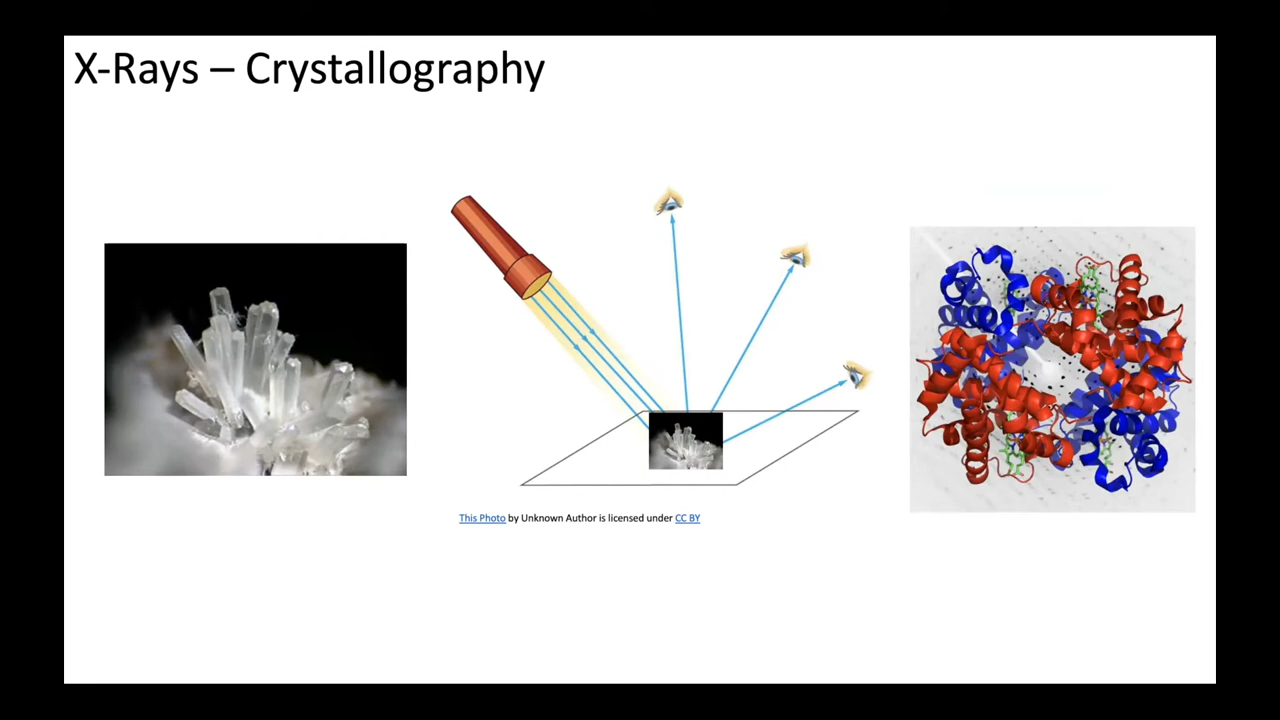 X-Rays – Crystallography
This Photo by Unknown Author is licensed under CC BY